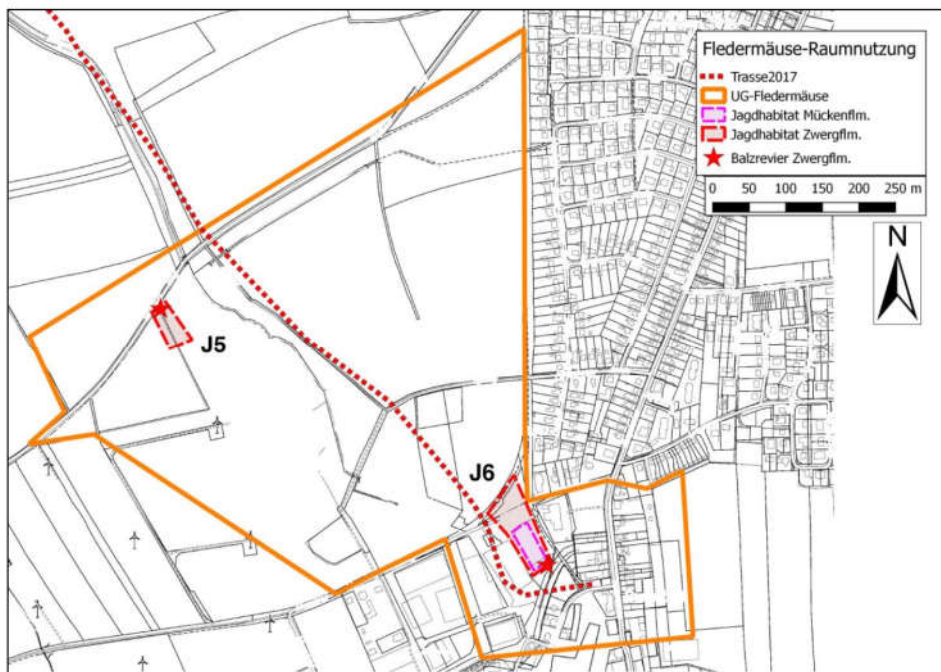 Fledermäuse-Raumnutzung
Trasse2017
UG-Fledermäuse
Jagdhabitat Mückenflm.
Jagdhabitat Zwergflm.
Balzrevier Zwergflm.
0 50 100 150 200 250 m
N
J5
J6